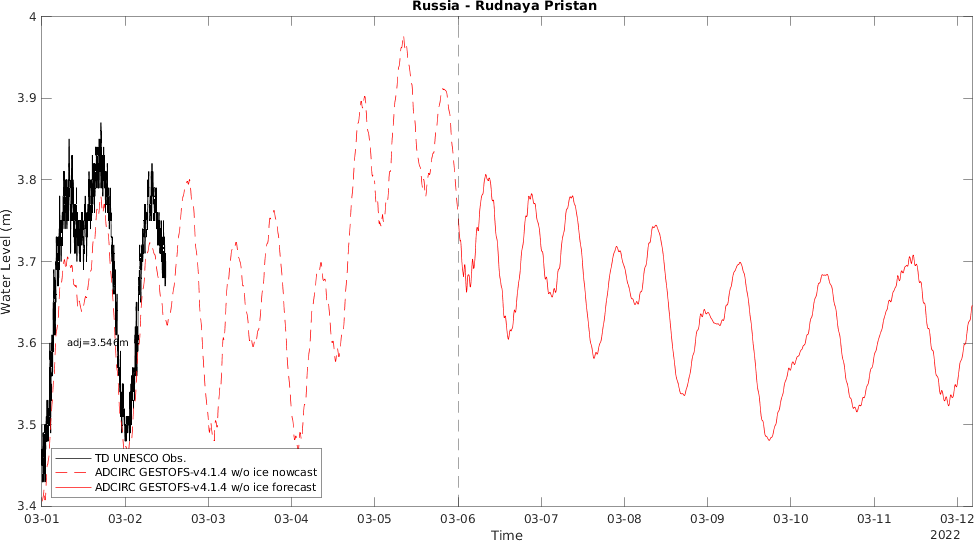 Russia - Rudnaya Pristan
Water Level (m)
4
3.9
3.8
3.7
3.6
3.5
3.4
adj=3.546m
TD UNESCO Obs.
ADCIRC GESTOFS-v4.1.4 w/o ice nowcast
ADCIRC GESTOFS-v4.1.4 w/o ice forecast
03-01 03-02 03-03 03-04 03-05 03-06 03-07 03-08 03-09 03-10 03-11 03-12
Time
2022